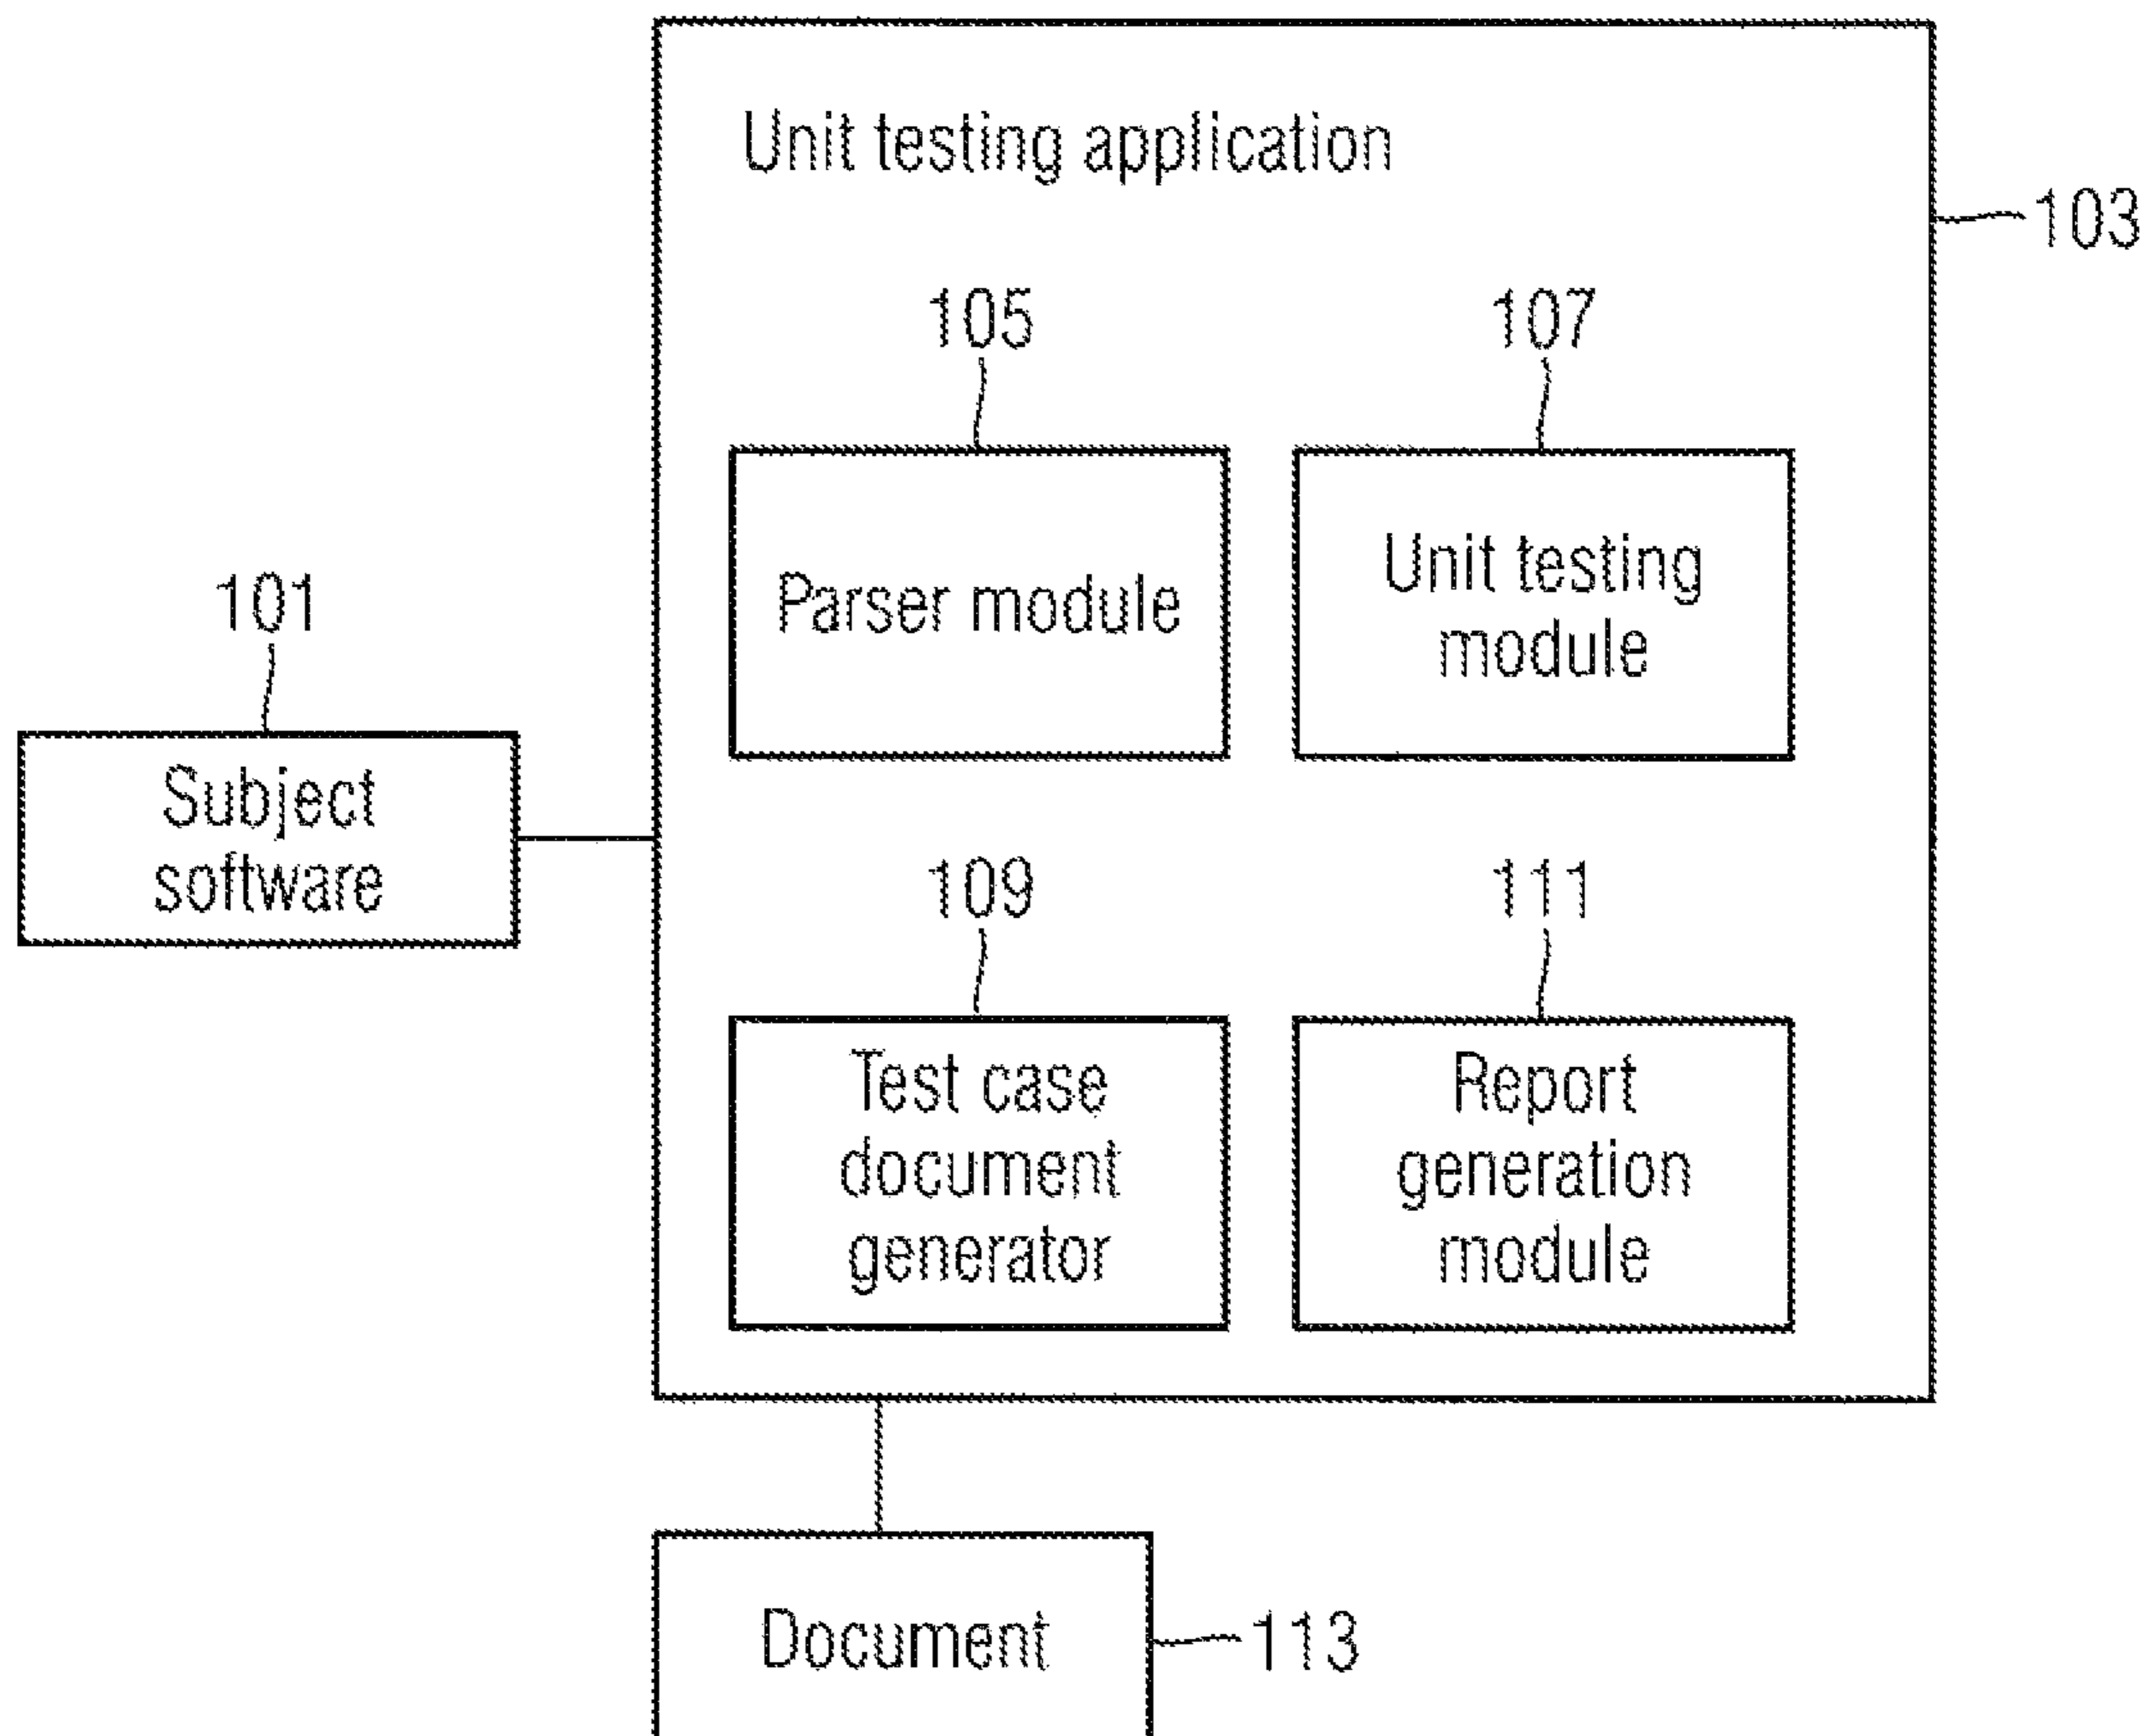 Unit testing application
103
105
107
Parser module
Unit testing
module
101
Subject
software
109
111
Test case
document
generator
Report
generation
module
Document
113